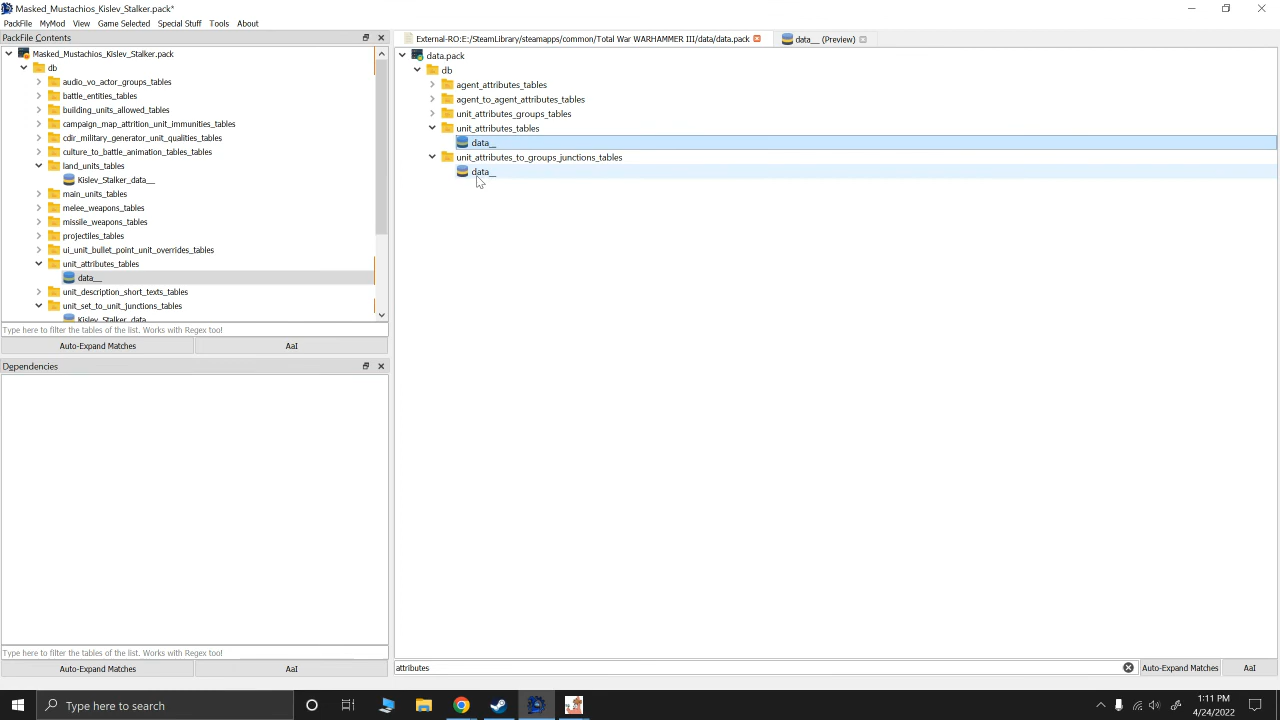 Masked_Mustachios_Kislev_Stalker.pack*
PackFile MyMod View Game Selected Special Stuff Tools About
PackFile Contents
Masked_Mustachios_Kislev_Stalker.pack
db
audio_vo_actor_groups_tables
battle_entities_tables
building_units_allowed_tables
campaign_map_attrition_unit_immunities_tables
cdir_military_generator_unit_qualities_tables
culture_to_battle_animation_tables_tables
land_units_tables
Kislev_Stalker_data__
main_units_tables
melee_weapons_tables
missile_weapons_tables
projectiles_tables
ui_unit_bullet_point_unit_overrides_tables
unit_attributes_tables
data__
unit_description_short_texts_tables
unit_set_to_unit_junctions_tables
Kislev_Stalker_data__
Type here to filter the tables of the list. Works with Regex too!
Auto-Expand Matches AaI
Dependencies
Type here to filter the tables of the list. Works with Regex too!
Auto-Expand Matches AaI
External-RO:E:/SteamLibrary/steamapps/common/Total War WARHAMMER III/data/data.pack data__ (Preview)
data.pack
db
agent_attributes_tables
agent_to_agent_attributes_tables
unit_attributes_groups_tables
unit_attributes_tables
data__
unit_attributes_to_groups_junctions_tables
data__
attributes Auto-Expand Matches AaI
Type here to search
1:11 PM
4/24/2022